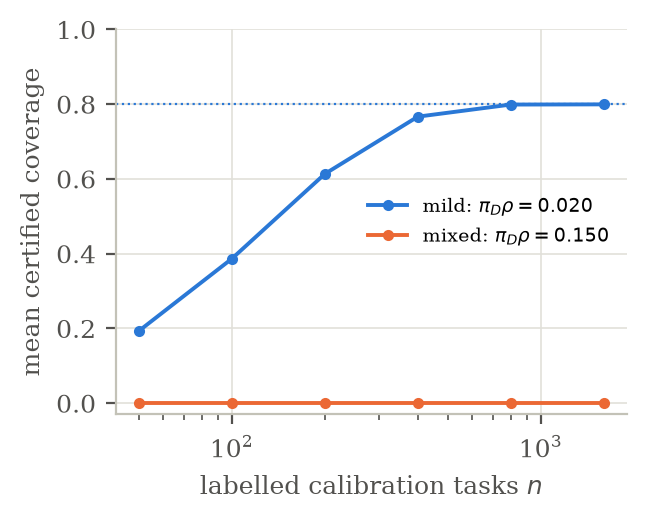 mean certified coverage
1.0
0.8
0.6
0.4
0.2
0.0
mild: π_Dρ = 0.020
mixed: π_Dρ = 0.150
10²
10³
labelled calibration tasks n